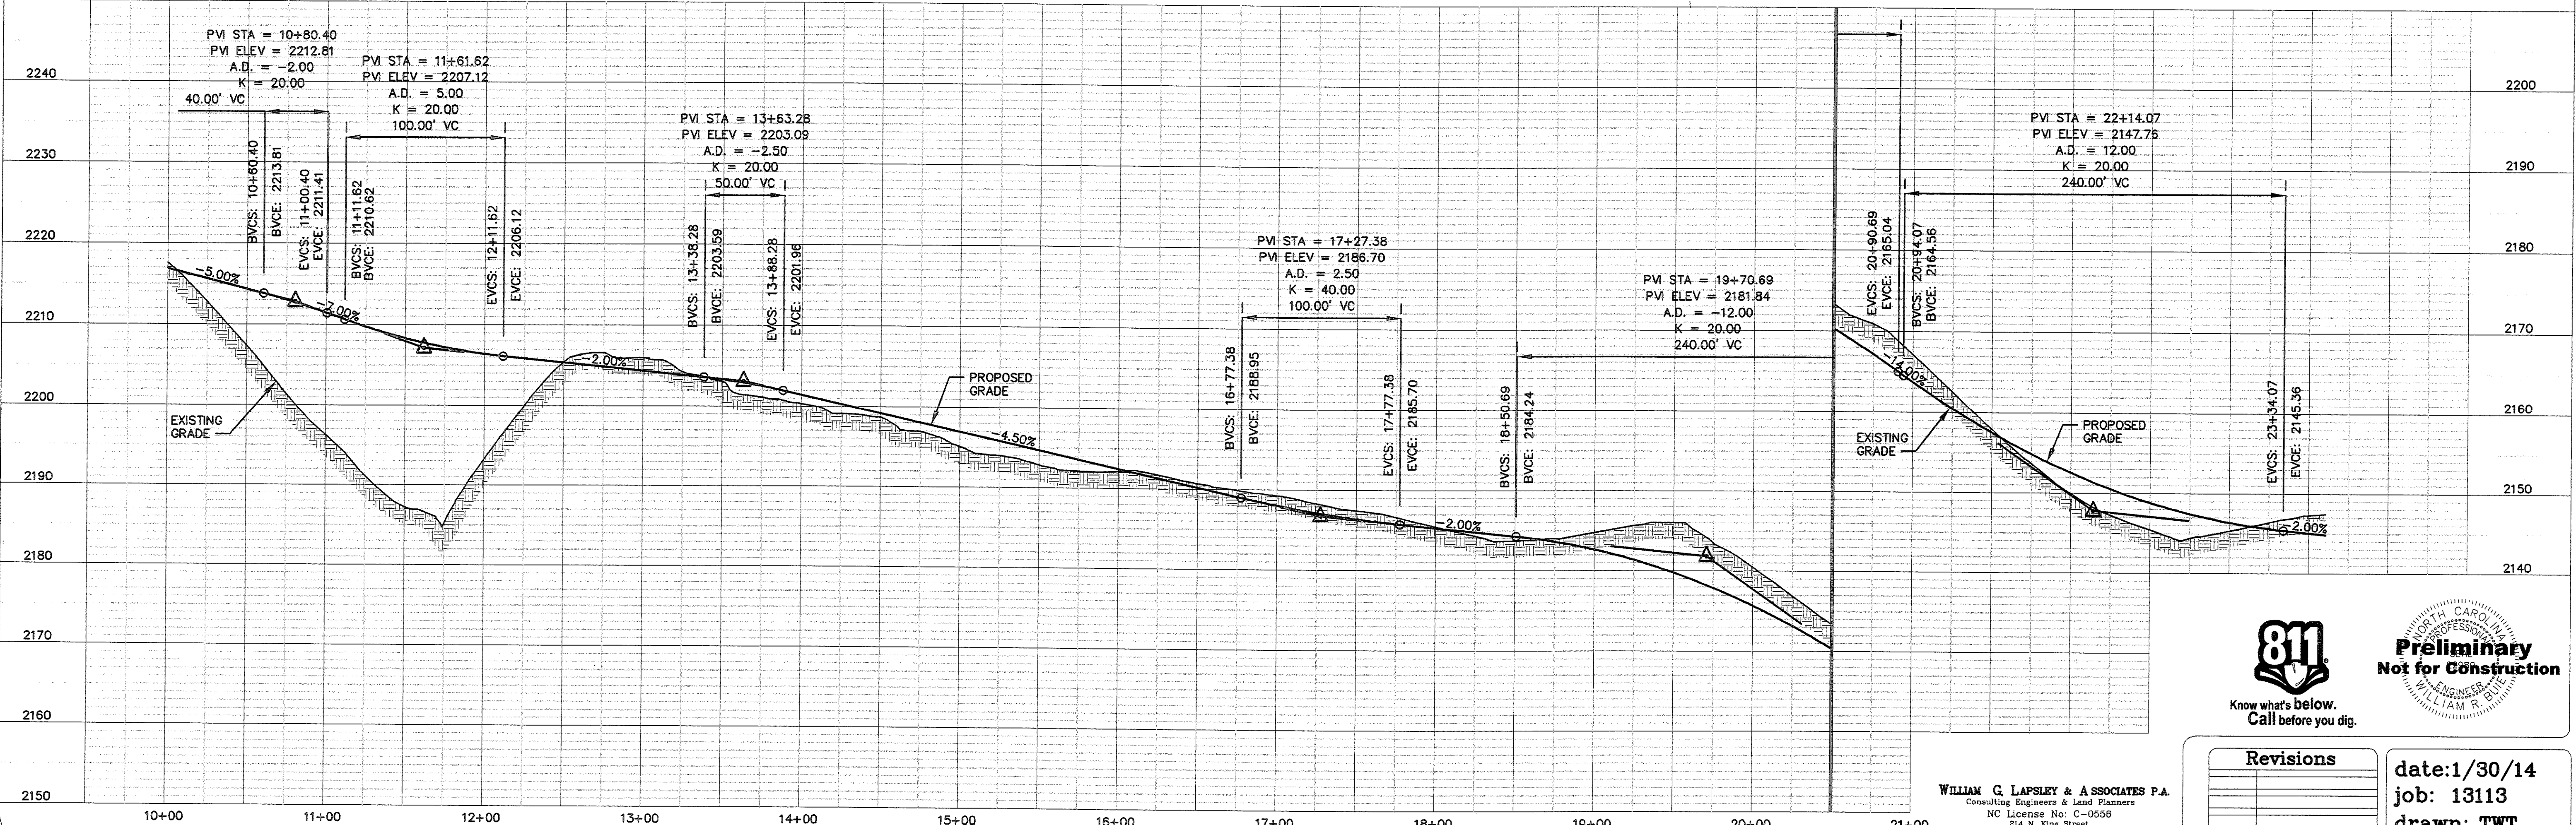 PVI STA = 10+80.40
PVI ELEV = 2212.81
A.D. = -2.00
K = 20.00
40.00' VC
PVI STA = 11+61.62
PVI ELEV = 2207.12
A.D. = 5.00
K = 20.00
100.00' VC
PVI STA = 13+63.28
PVI ELEV = 2203.09
A.D. = -2.50
K = 20.00
50.00' VC
PVI STA = 17+27.38
PVI ELEV = 2186.70
A.D. = 2.50
K = 40.00
100.00' VC
PVI STA = 19+70.69
PVI ELEV = 2181.84
A.D. = -12.00
K = 20.00
240.00' VC
PVI STA = 22+14.07
PVI ELEV = 2147.76
A.D. = 12.00
K = 20.00
240.00' VC
BVCS: 10+60.40
BVCE: 2213.81
EVCS: 11+00.40
EVCE: 2211.41
BVCS: 11+11.62
BVCE: 2210.62
EVCS: 12+11.62
EVCE: 2206.12
BVCS: 13+38.28
BVCE: 2203.59
EVCS: 13+88.28
EVCE: 2201.96
BVCS: 16+77.38
BVCE: 2188.95
EVCS: 17+77.38
EVCE: 2185.70
BVCS: 18+50.69
BVCE: 2184.24
EVCS: 20+90.69
EVCE: 2165.04
BVCS: 20+94.07
BVCE: 2164.56
EVCS: 23+34.07
EVCE: 2145.36
-5.00%
-7.00%
-2.00%
-4.50%
-2.00%
-14.00%
-2.00%
EXISTING
GRADE
PROPOSED
GRADE
EXISTING
GRADE
PROPOSED
GRADE
2240
2230
2220
2210
2200
2190
2180
2170
2160
2150
2200
2190
2180
2170
2160
2150
2140
10+00
11+00
12+00
13+00
14+00
15+00
16+00
17+00
18+00
19+00
20+00
21+00
811
Know what's below.
Call before you dig.
NORTH CAROLINA
PROFESSIONAL
Preliminary
Not for Construction
ENGINEER
WILLIAM R. BUIE
WILLIAM G. LAPSLEY & ASSOCIATES P.A.
Consulting Engineers & Land Planners
NC License No: C-0556
214 N. King Street
Revisions
date:1/30/14
job: 13113
drawn: TWT